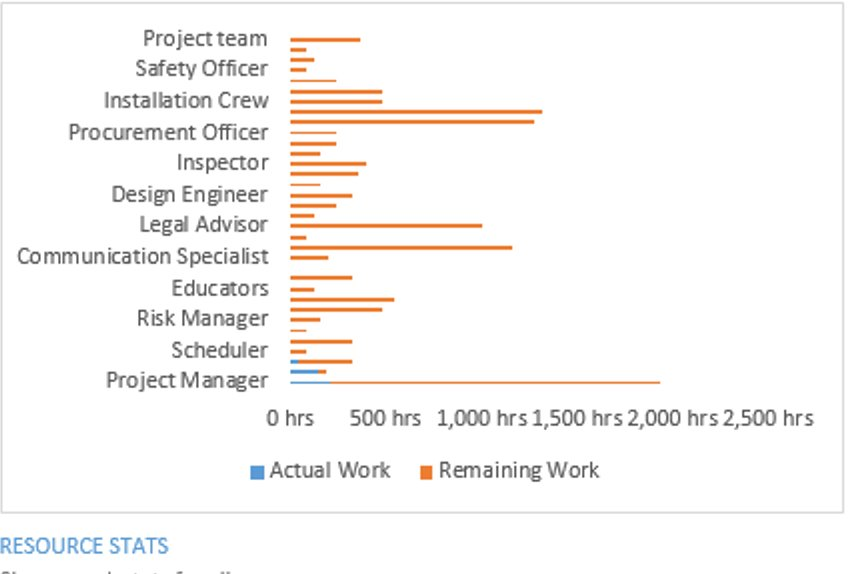 Project team
Safety Officer
Installation Crew
Procurement Officer
Inspector
Design Engineer
Legal Advisor
Communication Specialist
Educators
Risk Manager
Scheduler
Project Manager
0 hrs 500 hrs 1,000 hrs 1,500 hrs 2,000 hrs 2,500 hrs
Actual Work Remaining Work
RESOURCE STATS